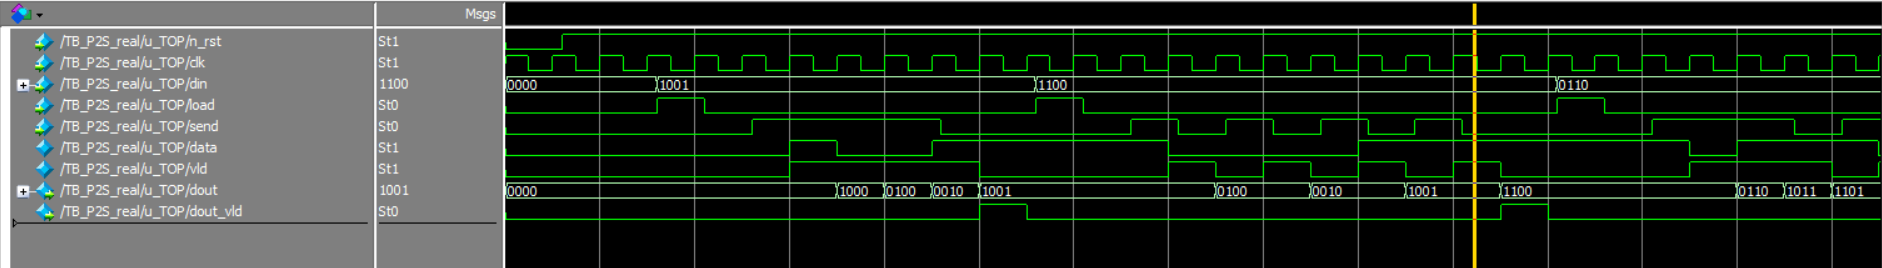 Msgs
/TB_P2S_real/u_TOP/n_rst St1
/TB_P2S_real/u_TOP/clk St1
/TB_P2S_real/u_TOP/din 1100 0000 1001 1100 0110
/TB_P2S_real/u_TOP/load St0
/TB_P2S_real/u_TOP/send St0
/TB_P2S_real/u_TOP/data St1
/TB_P2S_real/u_TOP/vld St1
/TB_P2S_real/u_TOP/dout 1001 0000 1000 0100 0010 1001 0100 0010 1001 1100 0110 1011 1101
/TB_P2S_real/u_TOP/dout_vld St0